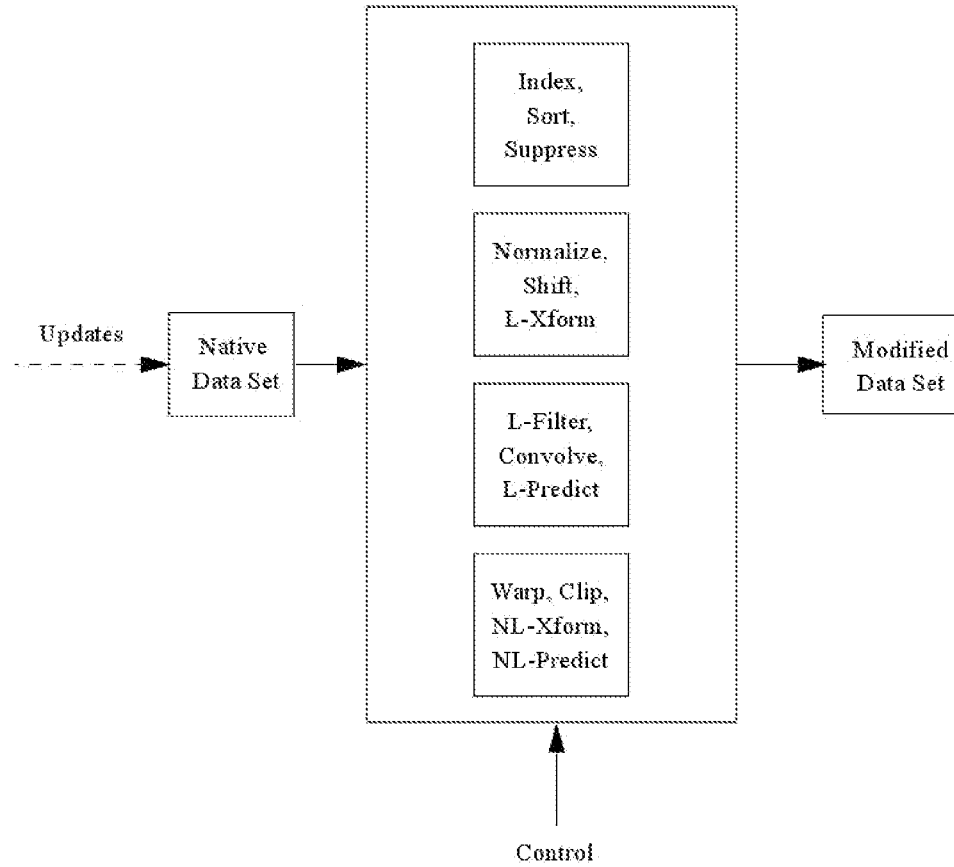 Index,
Sort,
Suppress
Normalize,
Shift,
L-Xform
Updates
Native
Data Set
Modified
Data Set
L-Filter,
Convolve,
L-Predict
Warp, Clip,
NL-Xform,
NL-Predict
Control